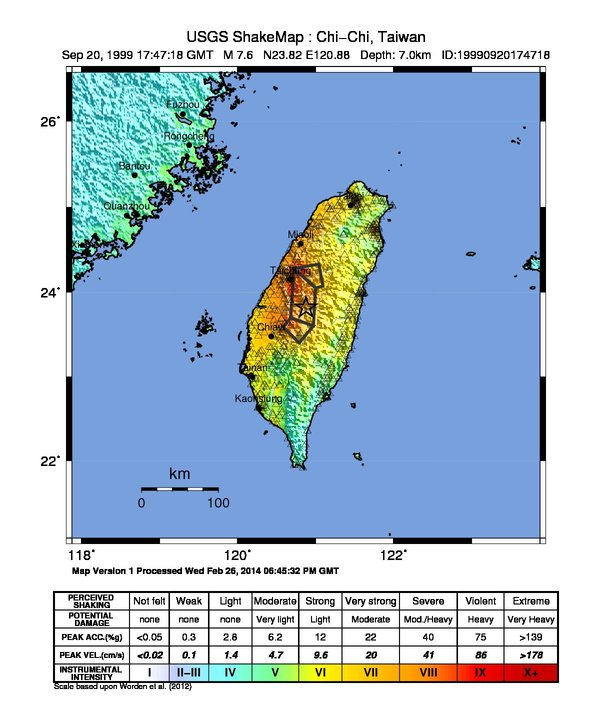 USGS ShakeMap : Chi-Chi, Taiwan
Sep 20, 1999 17:47:18 GMT M 7.6 N23.82 E120.88 Depth: 7.0km ID:19990920174718
Fuzhou
26°
Rongcheng
Bantou
Quanzhou
Miaoli
Taichung
24°
Chiayi
Tainan
Kaohsiung
22°
km
0 100
118° 120° 122°
Map Version 1 Processed Wed Feb 26, 2014 06:45:32 PM GMT
PERCEIVED SHAKING Not felt Weak Light Moderate Strong Very strong Severe Violent Extreme
POTENTIAL DAMAGE none none none Very light Light Moderate Mod./Heavy Heavy Very Heavy
PEAK ACC.(%g) <0.05 0.3 2.8 6.2 12 22 40 75 >139
PEAK VEL.(cm/s) <0.02 0.1 1.4 4.7 9.6 20 41 86 >178
INSTRUMENTAL INTENSITY I II-III IV V VI VII VIII IX X+
Scale based upon Worden et al. (2012)